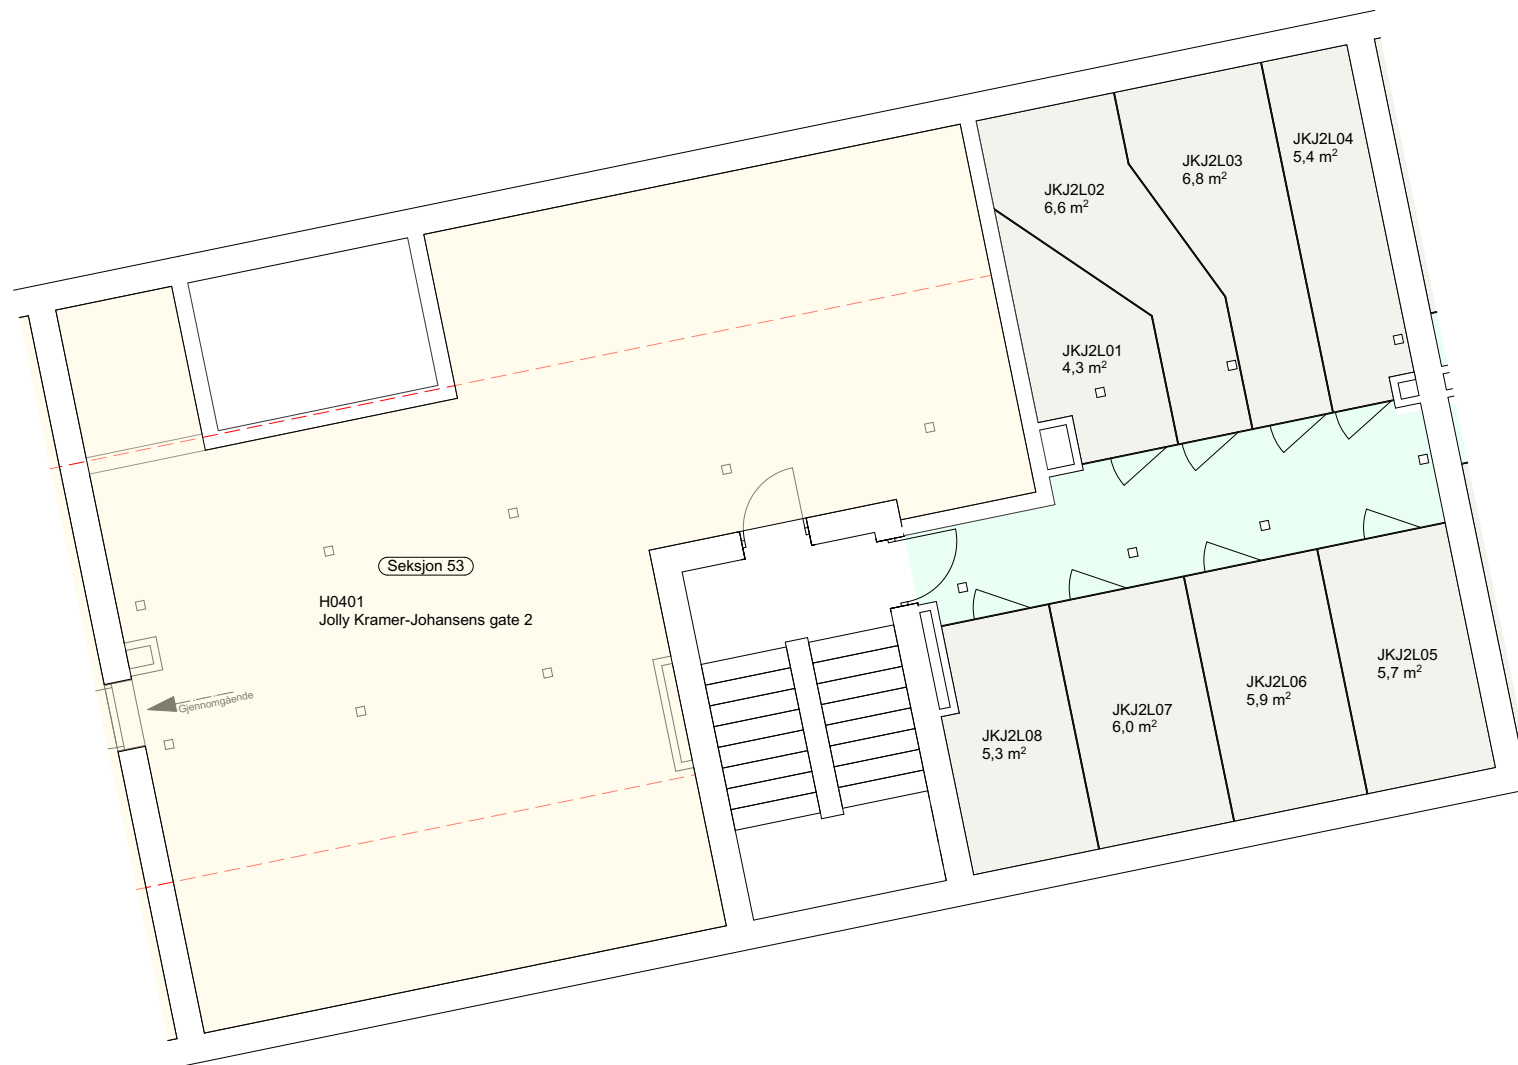 JKJ2L04
5,4 m²
JKJ2L03
6,8 m²
JKJ2L02
6,6 m²
JKJ2L01
4,3 m²
Seksjon 53
H0401
Jolly Kramer-Johansens gate 2
Gjennomgående
JKJ2L05
5,7 m²
JKJ2L06
5,9 m²
JKJ2L07
6,0 m²
JKJ2L08
5,3 m²